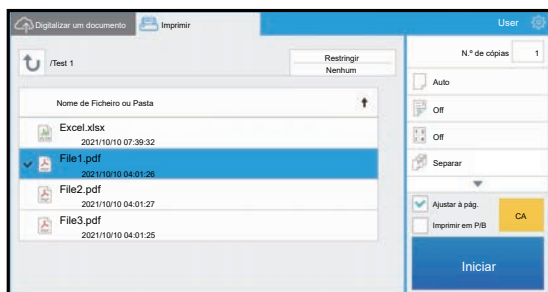 Digitalizar um documento
Imprimir
User
/Test 1
Restringir
Nenhum
N.º de cópias
1
Nome de Ficheiro ou Pasta
Excel.xlsx
2021/10/10 07:39:32
File1.pdf
2021/10/10 04:01:26
File2.pdf
2021/10/10 04:01:27
File3.pdf
2021/10/10 04:01:25
Auto
Off
Off
Separar
Ajustar à pág.
Imprimir em P/B
CA
Iniciar